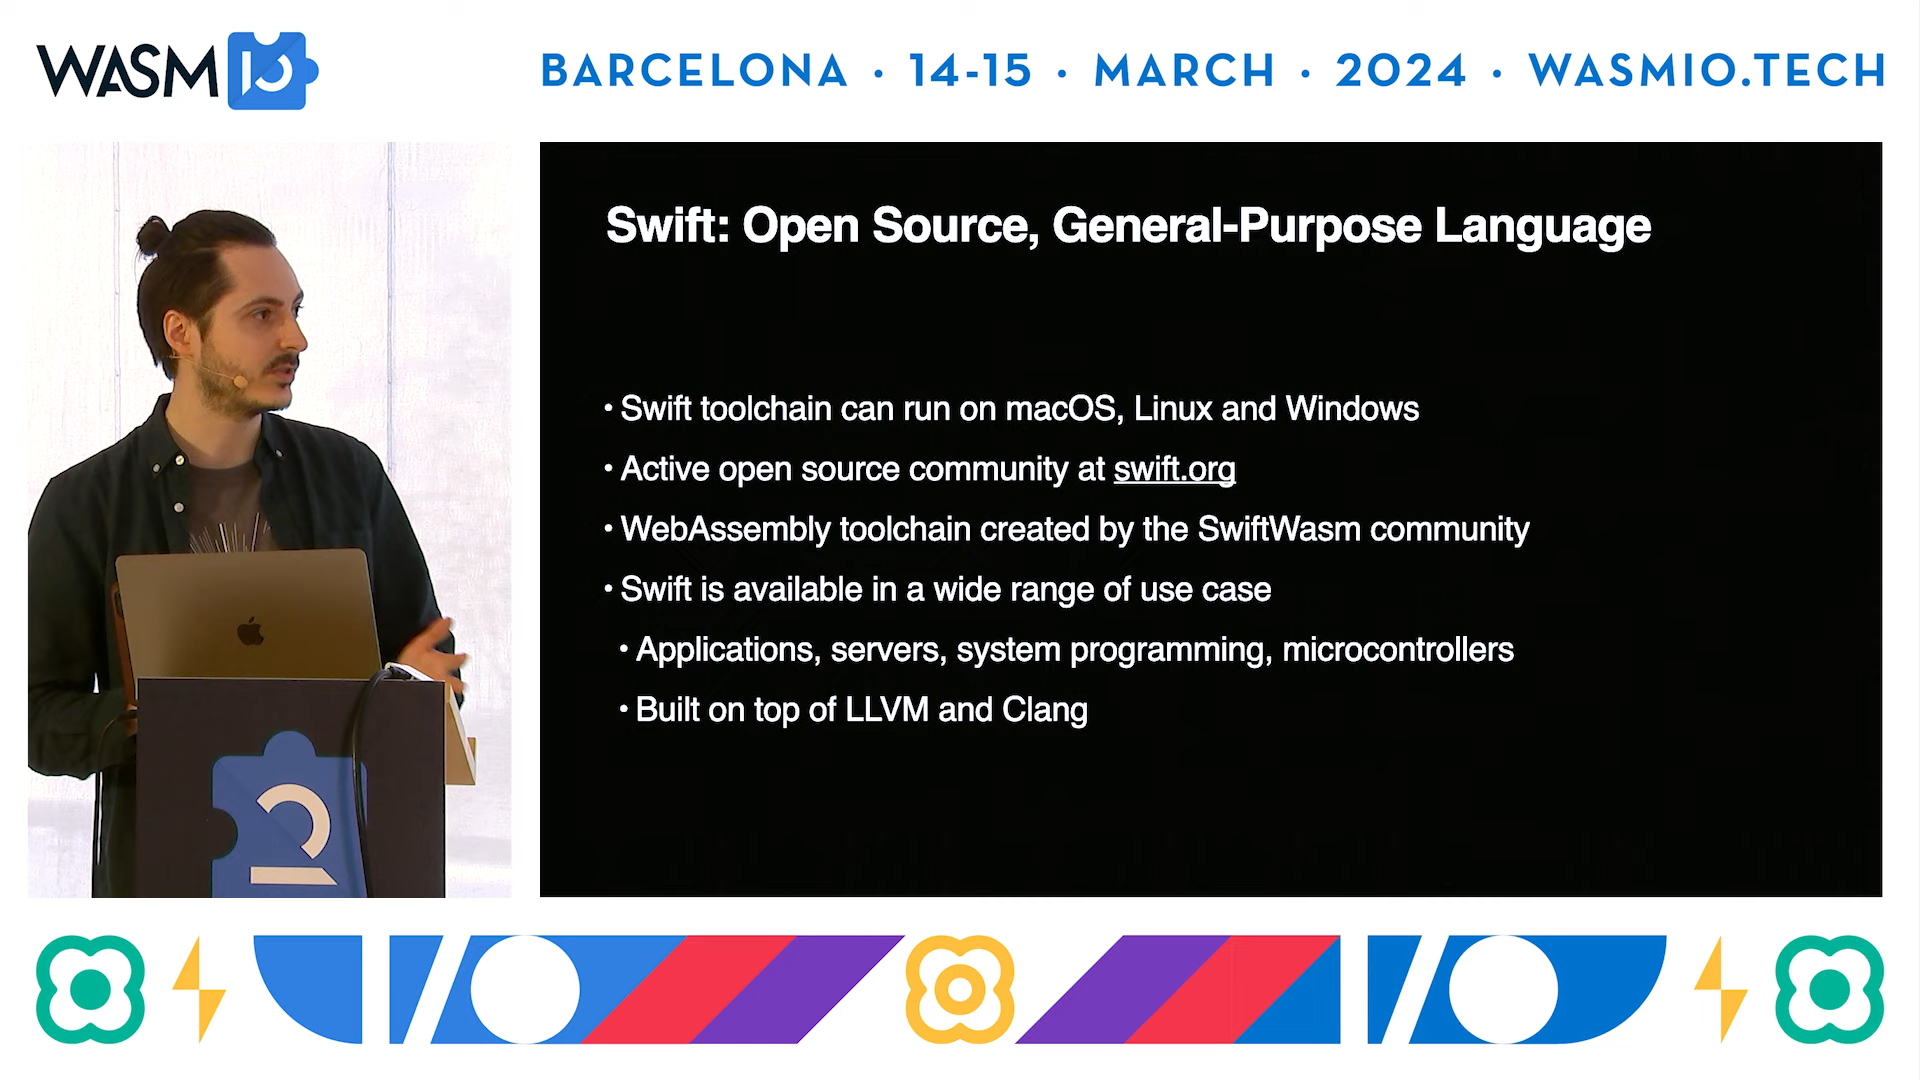 WASM IO
BARCELONA · 14-15 · MARCH · 2024 · WASMIO.TECH
Swift: Open Source, General-Purpose Language
• Swift toolchain can run on macOS, Linux and Windows
• Active open source community at swift.org
• WebAssembly toolchain created by the SwiftWasm community
• Swift is available in a wide range of use case
• Applications, servers, system programming, microcontrollers
• Built on top of LLVM and Clang